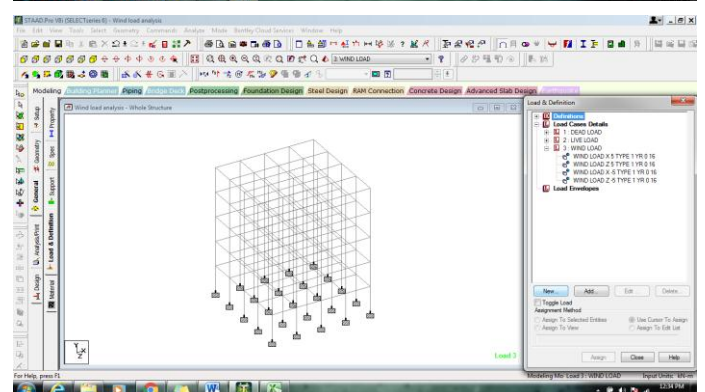 STAAD.Pro V8i (SELECTseries 6) - Wind load analysis
File Edit View Tools Select Geometry Commands Analyze Mode Bentley Cloud Services Window Help
3: WIND LOAD
Modeling Building Planner Piping Bridge Deck Postprocessing Foundation Design Steel Design RAM Connection Concrete Design Advanced Slab Design
Wind load analysis - Whole Structure
Setup
Geometry
General
Analysis/Print
Design
Property
Spec
Support
Load & Definition
Material
Y
X
Z
Load 3
Load & Definition
Definitions
Load Cases Details
1 : DEAD LOAD
2 : LIVE LOAD
3 : WIND LOAD
WIND LOAD X 5 TYPE 1 YR 0 16
WIND LOAD Z 5 TYPE 1 YR 0 16
WIND LOAD X -5 TYPE 1 YR 0 16
WIND LOAD Z -5 TYPE 1 YR 0 16
Load Envelopes
New... Add... Edit... Delete...
Toggle Load
Assignment Method
Assign To Selected Entities Use Cursor To Assign
Assign To View Assign To Edit List
Assign Close Help
For Help, press F1
Modeling Mo Load 3 : WIND LOAD Input Units: kN-m
12:34 PM